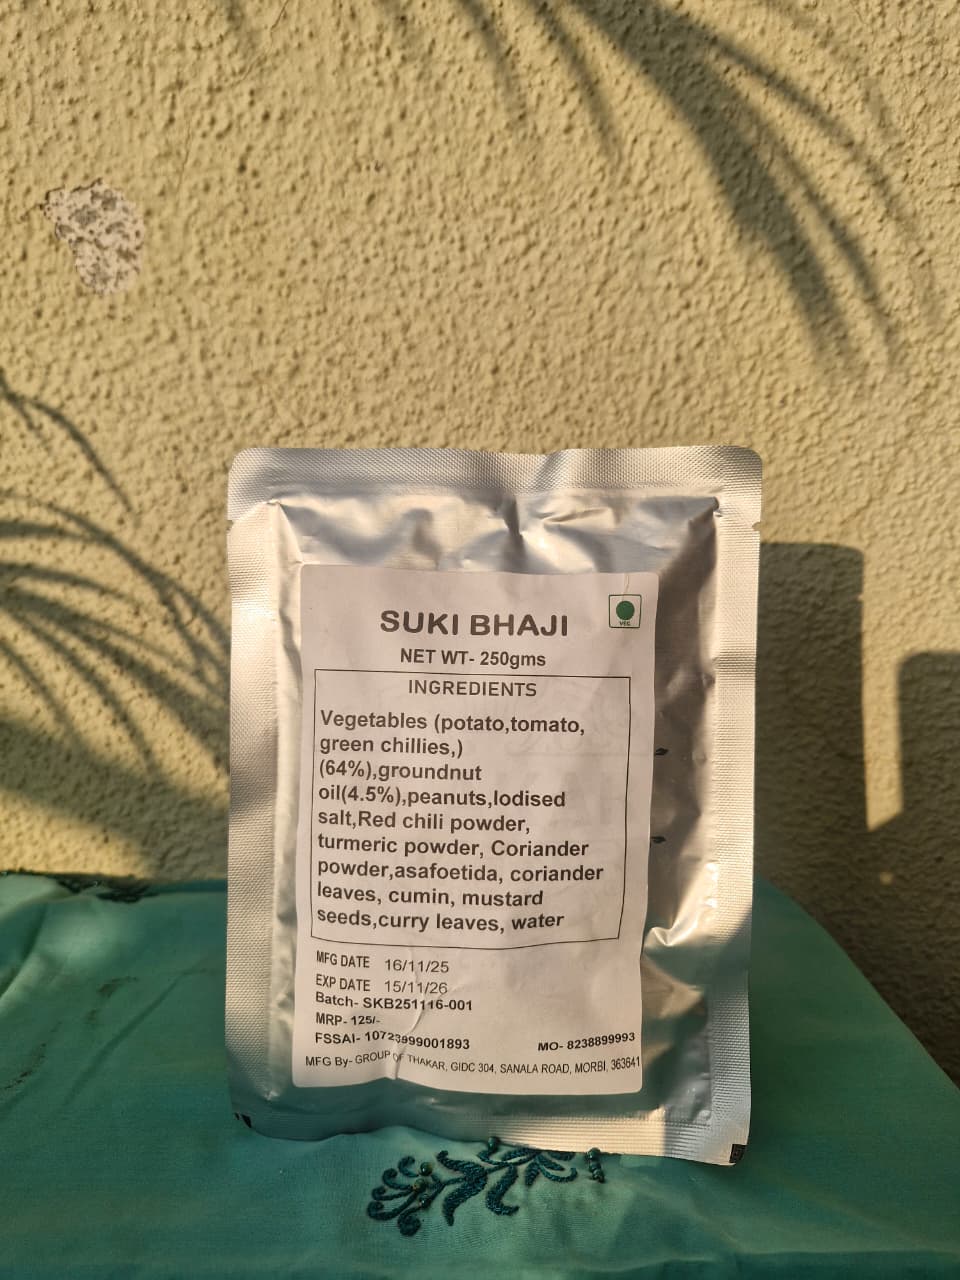 SUKI BHAJI
VEG
NET WT- 250gms
INGREDIENTS
Vegetables (potato,tomato,
green chillies,)
(64%),groundnut
oil(4.5%),peanuts,Iodised
salt,Red chili powder,
turmeric powder, Coriander
powder,asafoetida, coriander
leaves, cumin, mustard
seeds,curry leaves, water
MFG DATE 16/11/25
EXP DATE 15/11/26
Batch- SKB251116-001
MRP- 125/-
FSSAI- 10723999001893 MO- 8238899993
MFG By- GROUP OF THAKAR, GIDC 304, SANALA ROAD, MORBI, 363641